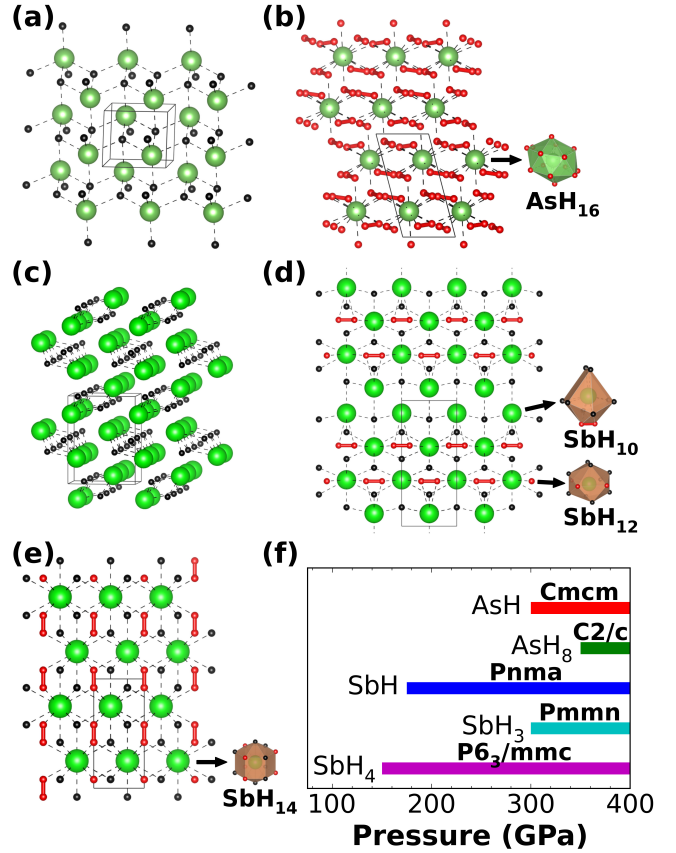 (a)
(b)
AsH₁₆
(c)
(d)
SbH₁₀
SbH₁₂
(e)
SbH₁₄
(f)
Cmcm
AsH
C2/c
AsH₈
Pnma
SbH
Pmmn
SbH₃
P6₃/mmc
SbH₄
100 200 300 400
Pressure (GPa)